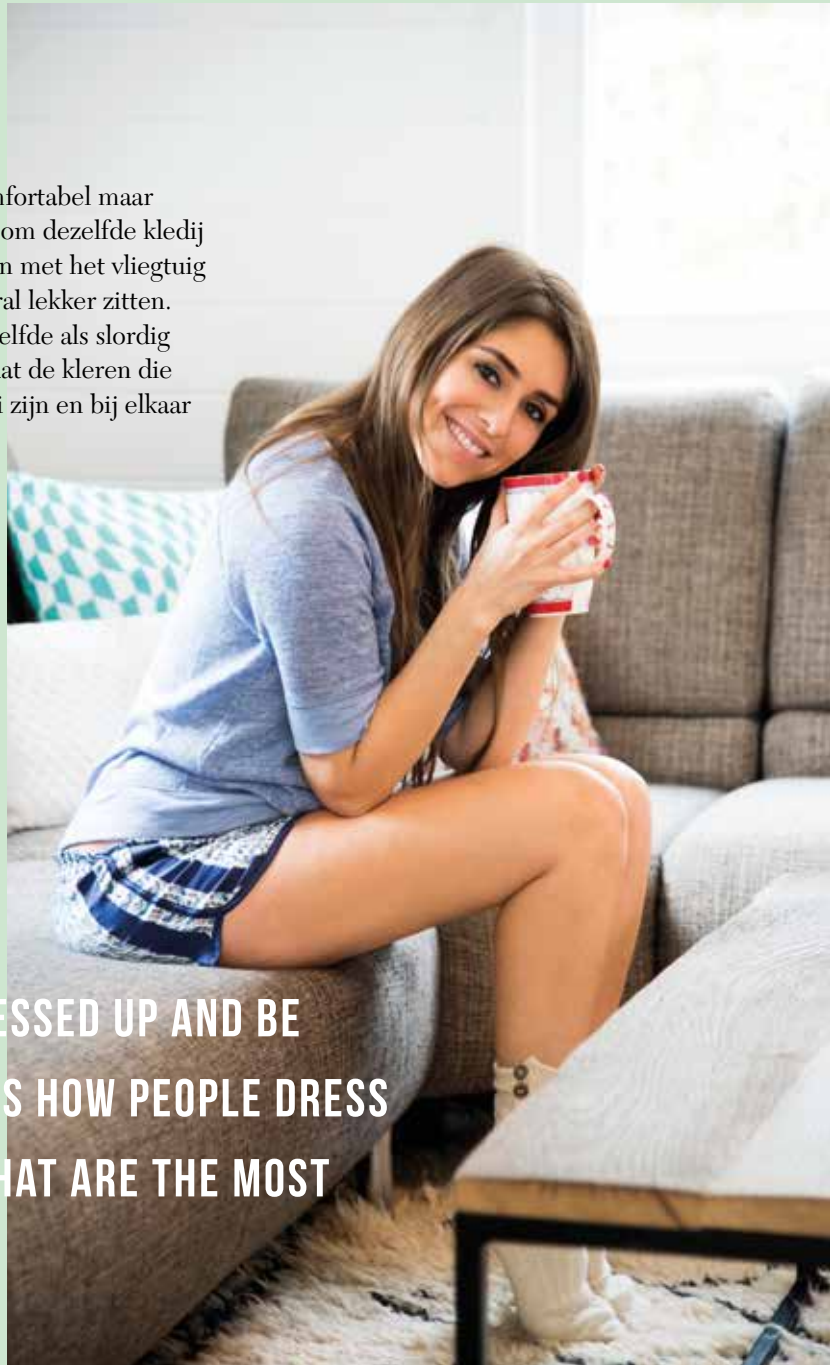 nfortabel maar
om dezelfde kledij
n met het vliegtuig
ral lekker zitten.
elfde als slordig
at de kleren die
i zijn en bij elkaar
ESSED UP AND BE
S HOW PEOPLE DRESS
HAT ARE THE MOST